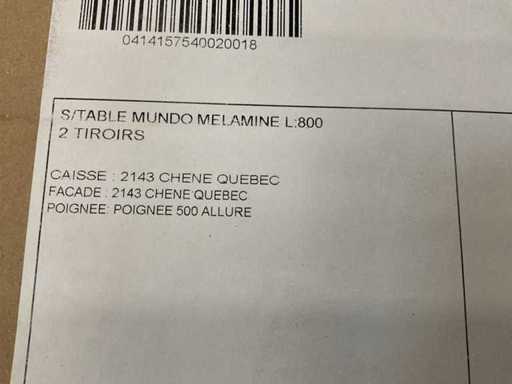 0414157540020018
S/TABLE MUNDO MELAMINE L:800
2 TIROIRS
CAISSE : 2143 CHENE QUEBEC
FACADE : 2143 CHENE QUEBEC
POIGNEE: POIGNEE 500 ALLURE